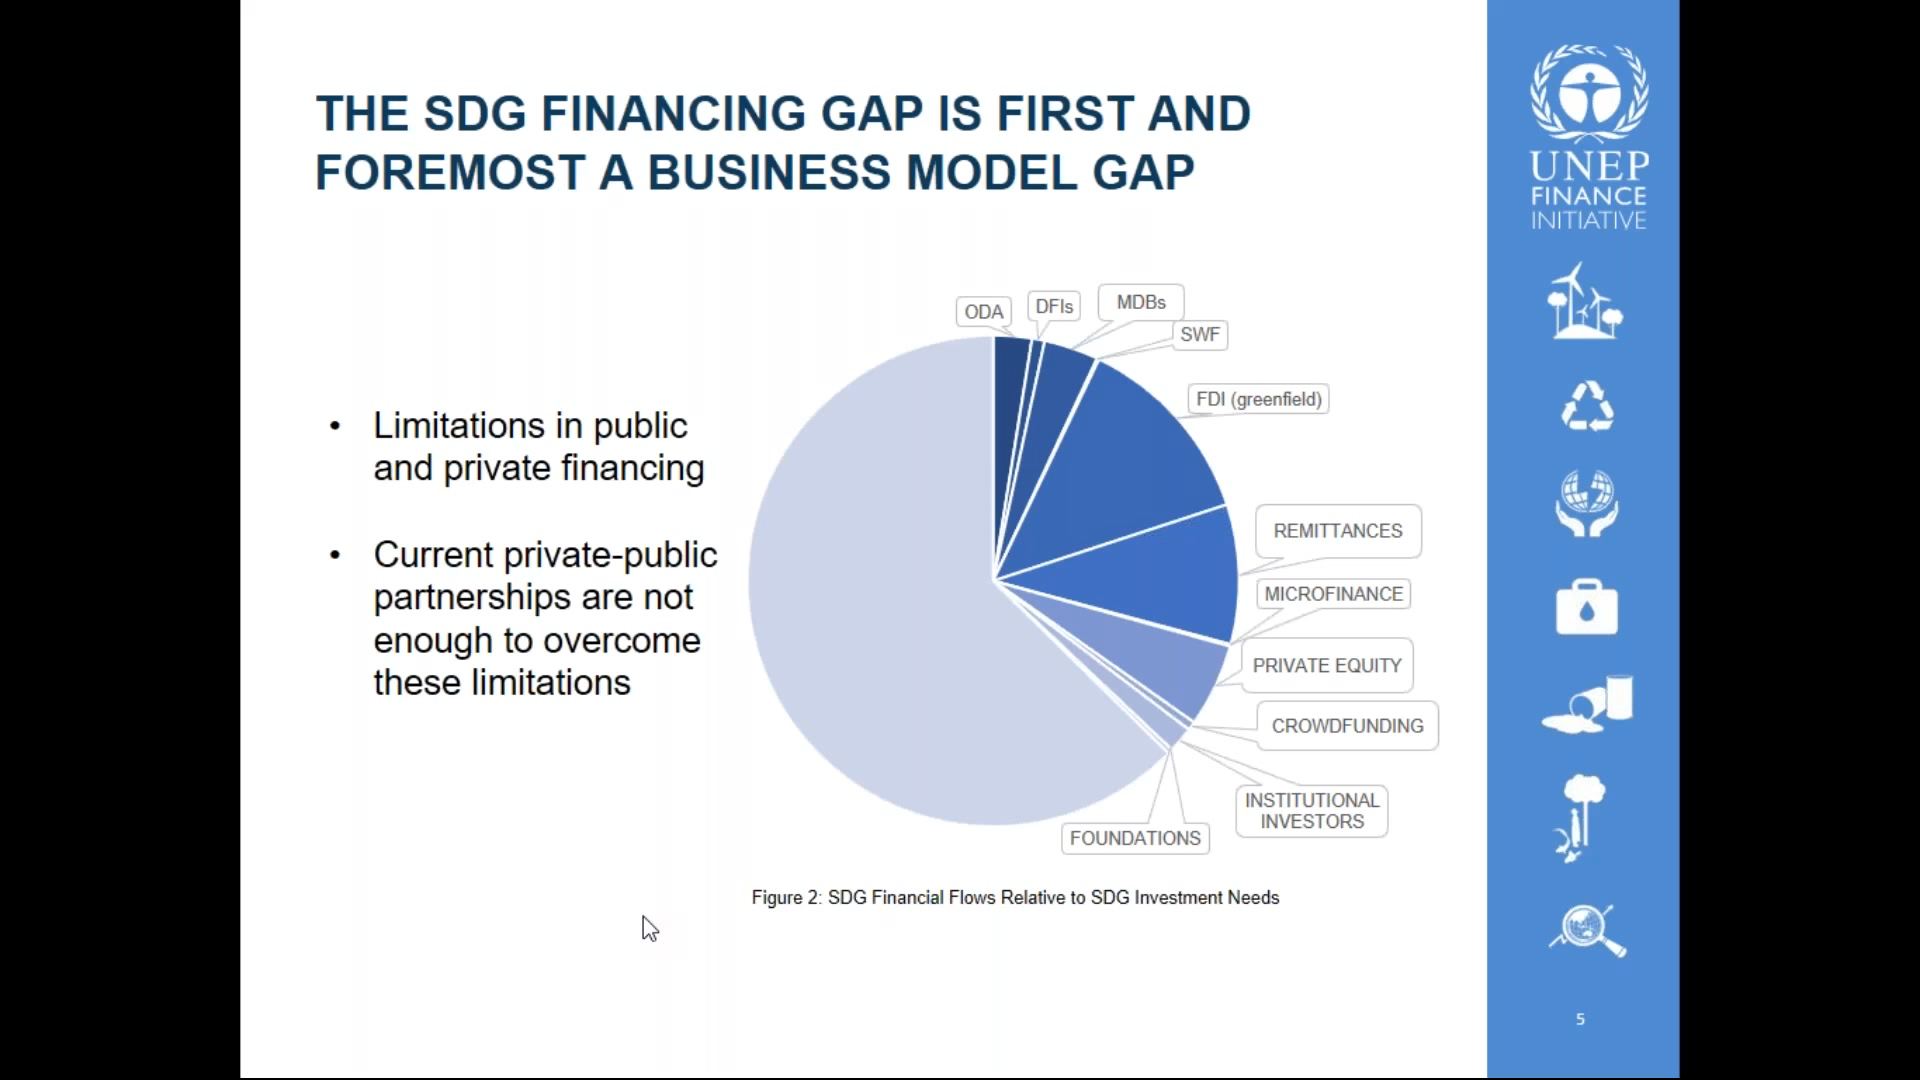 THE SDG FINANCING GAP IS FIRST AND
FOREMOST A BUSINESS MODEL GAP
• Limitations in public
and private financing
• Current private-public
partnerships are not
enough to overcome
these limitations
ODA
DFIs
MDBs
SWF
FDI (greenfield)
REMITTANCES
MICROFINANCE
PRIVATE EQUITY
CROWDFUNDING
INSTITUTIONAL
INVESTORS
FOUNDATIONS
Figure 2: SDG Financial Flows Relative to SDG Investment Needs
UNEP
FINANCE
INITIATIVE
5